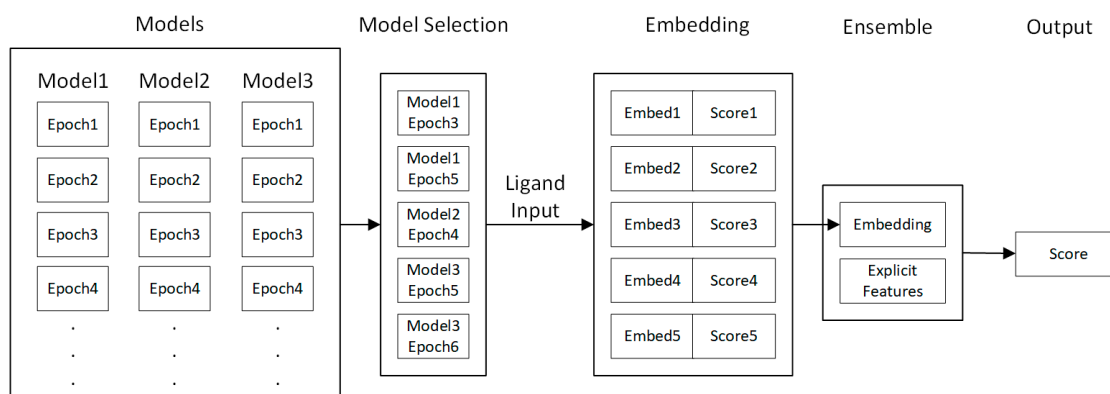 Models
Model Selection
Embedding
Ensemble
Output
Model1
Model2
Model3
Epoch1
Epoch1
Epoch1
Epoch2
Epoch2
Epoch2
Epoch3
Epoch3
Epoch3
Epoch4
Epoch4
Epoch4
. . .
. . .
. . .
Model1
Epoch3
Model1
Epoch5
Model2
Epoch4
Model3
Epoch5
Model3
Epoch6
Ligand
Input
Embed1
Score1
Embed2
Score2
Embed3
Score3
Embed4
Score4
Embed5
Score5
Embedding
Explicit
Features
Score